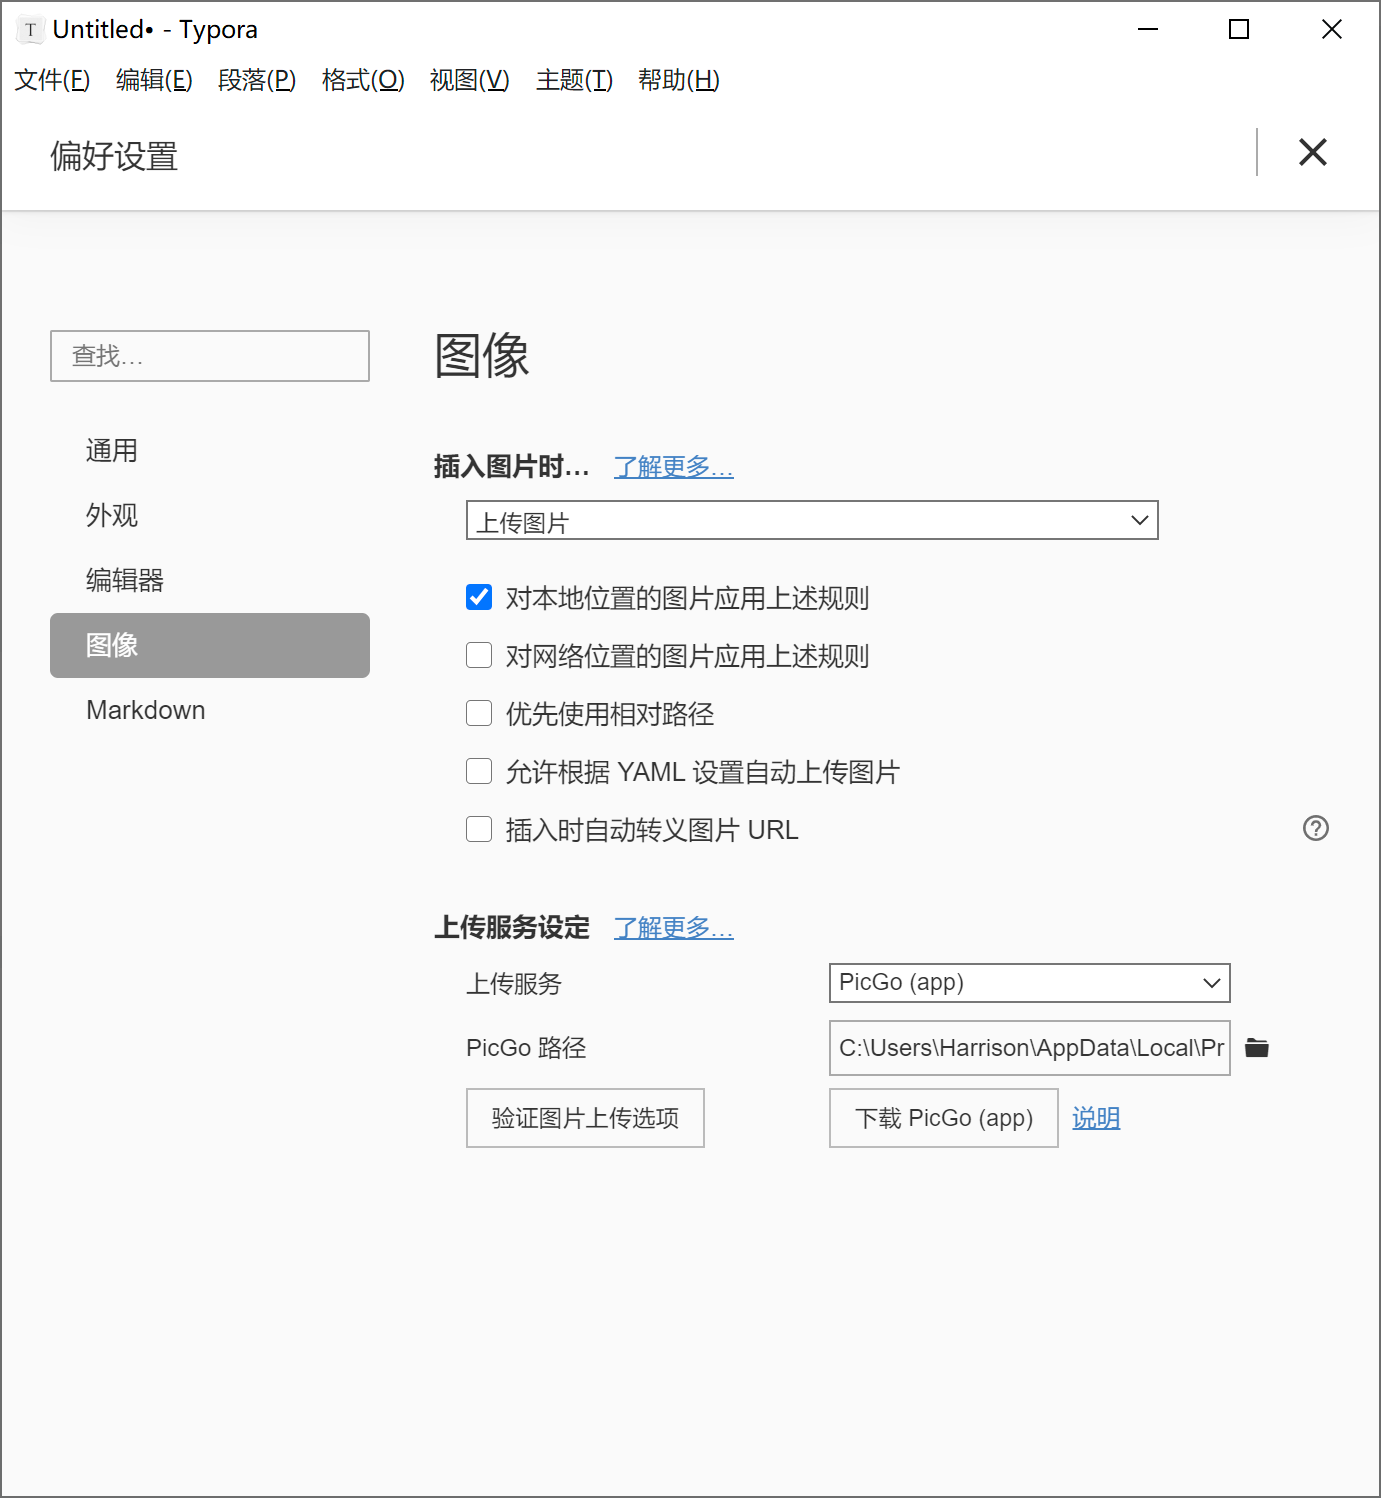 Untitled• - Typora
文件(F) 编辑(E) 段落(P) 格式(O) 视图(V) 主题(T) 帮助(H)
偏好设置
查找...
通用
外观
编辑器
图像
Markdown
图像
插入图片时... 了解更多...
上传图片
对本地位置的图片应用上述规则
对网络位置的图片应用上述规则
优先使用相对路径
允许根据 YAML 设置自动上传图片
插入时自动转义图片 URL
上传服务设定 了解更多...
上传服务 PicGo (app)
PicGo 路径 C:\Users\Harrison\AppData\Local\Pr
验证图片上传选项 下载 PicGo (app) 说明